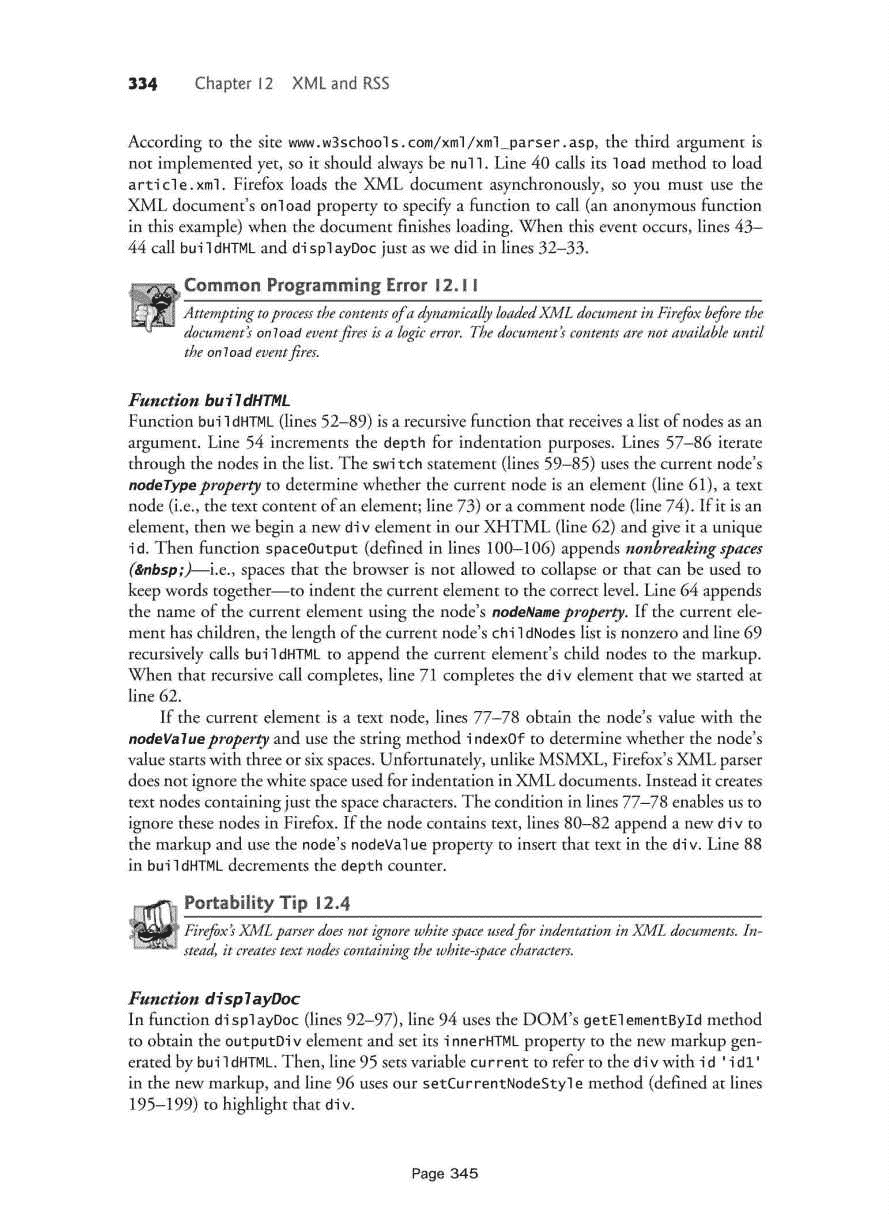 334 Chapter 12 XML and RSS
According to the site www.w3schools.com/xml/xml_parser.asp, the third argument is
not implemented yet, so it should always be null. Line 40 calls its load method to load
article.xml. Firefox loads the XML document asynchronously, so you must use the
XML document's onload property to specify a function to call (an anonymous function
in this example) when the document finishes loading. When this event occurs, lines 43–
44 call buildHTML and displayDoc just as we did in lines 32–33.
Common Programming Error 12.11
Attempting to process the contents of a dynamically loaded XML document in Firefox before the
document's onload event fires is a logic error. The document's contents are not available until
the onload event fires.
Function buildHTML
Function buildHTML (lines 52–89) is a recursive function that receives a list of nodes as an
argument. Line 54 increments the depth for indentation purposes. Lines 57–86 iterate
through the nodes in the list. The switch statement (lines 59–85) uses the current node's
nodeType property to determine whether the current node is an element (line 61), a text
node (i.e., the text content of an element; line 73) or a comment node (line 74). If it is an
element, then we begin a new div element in our XHTML (line 62) and give it a unique
id. Then function spaceOutput (defined in lines 100–106) appends nonbreaking spaces
(&nbsp;)—i.e., spaces that the browser is not allowed to collapse or that can be used to
keep words together—to indent the current element to the correct level. Line 64 appends
the name of the current element using the node's nodeName property. If the current ele-
ment has children, the length of the current node's childNodes list is nonzero and line 69
recursively calls buildHTML to append the current element's child nodes to the markup.
When that recursive call completes, line 71 completes the div element that we started at
line 62.
If the current element is a text node, lines 77–78 obtain the node's value with the
nodeValue property and use the string method indexOf to determine whether the node's
value starts with three or six spaces. Unfortunately, unlike MSMXL, Firefox's XML parser
does not ignore the white space used for indentation in XML documents. Instead it creates
text nodes containing just the space characters. The condition in lines 77–78 enables us to
ignore these nodes in Firefox. If the node contains text, lines 80–82 append a new div to
the markup and use the node's nodeValue property to insert that text in the div. Line 88
in buildHTML decrements the depth counter.
Portability Tip 12.4
Firefox's XML parser does not ignore white space used for indentation in XML documents. In-
stead, it creates text nodes containing the white-space characters.
Function displayDoc
In function displayDoc (lines 92–97), line 94 uses the DOM's getElementById method
to obtain the outputDiv element and set its innerHTML property to the new markup gen-
erated by buildHTML. Then, line 95 sets variable current to refer to the div with id 'id1'
in the new markup, and line 96 uses our setCurrentNodeStyle method (defined at lines
195–199) to highlight that div.
Page 345